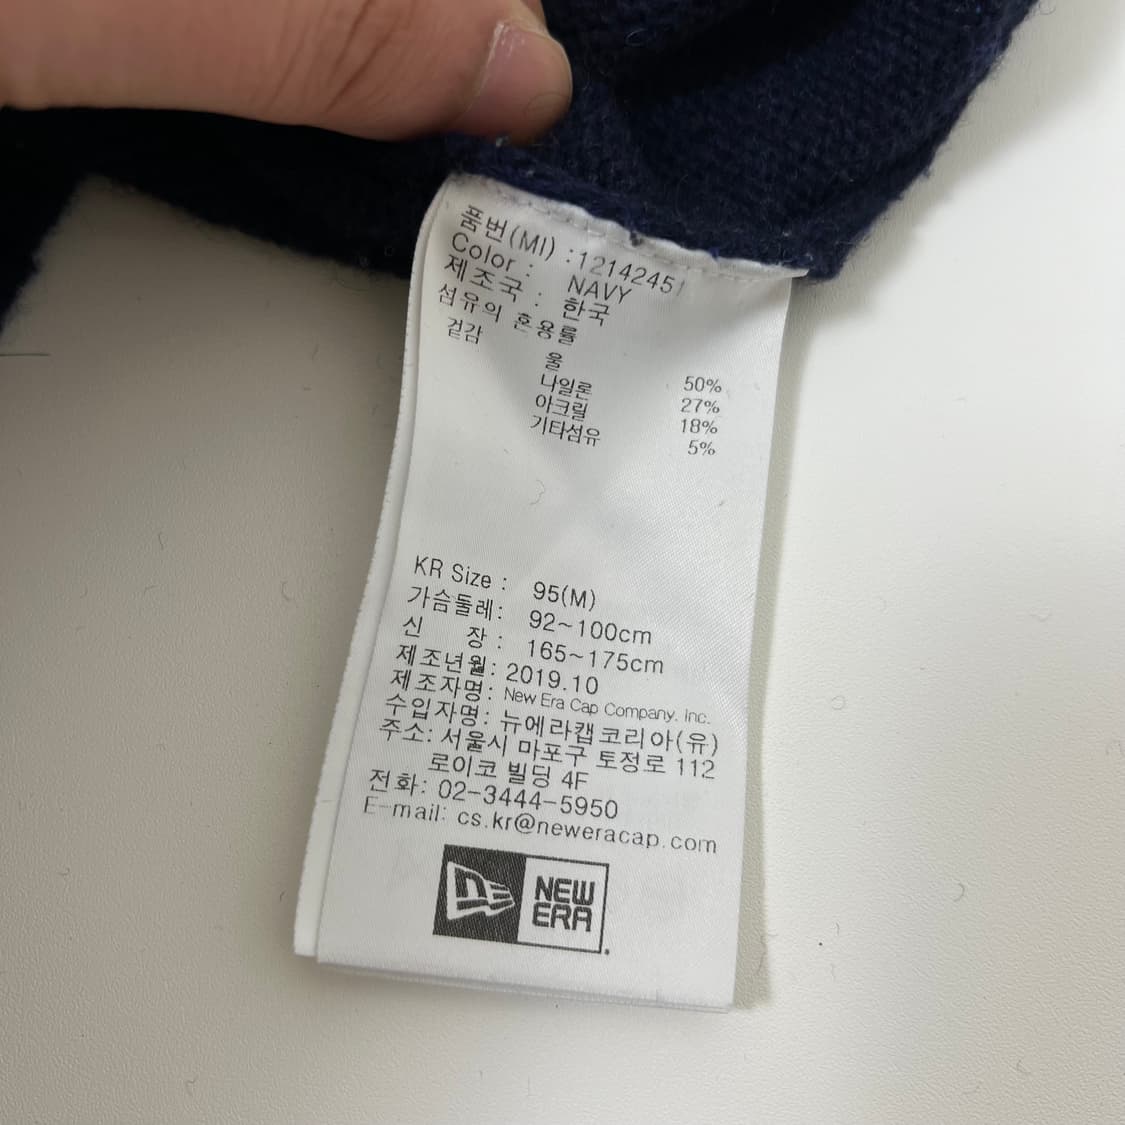 품번(MI) : 12142451
Color : NAVY
제조국 : 한국
섬유의 혼용률
겉감
울 50%
나일론 27%
아크릴 18%
기타섬유 5%
KR Size : 95(M)
가슴둘레: 92~100cm
신 장 : 165~175cm
제조년월: 2019.10
제조자명: New Era Cap Company. Inc.
수입자명: 뉴에라캡코리아(유)
주소: 서울시 마포구 토정로 112
로이코 빌딩 4F
전화: 02-3444-5950
E-mail: cs.kr@neweracap.com
NEW
ERA